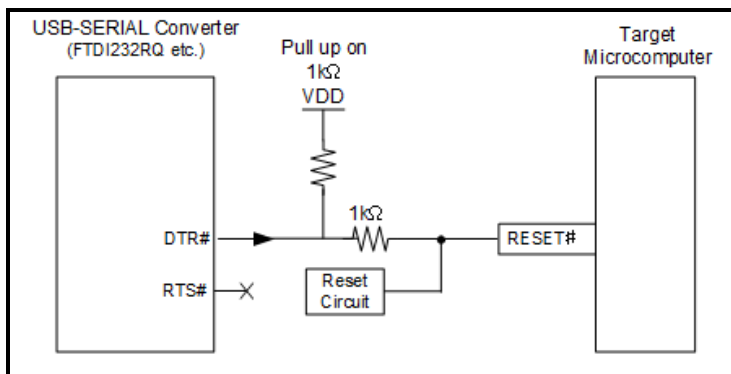 USB-SERIAL Converter
(FTDI232RQ etc.)
Pull up on
1kΩ
VDD
Target
Microcomputer
1kΩ
DTR#
RESET#
RTS#
Reset
Circuit